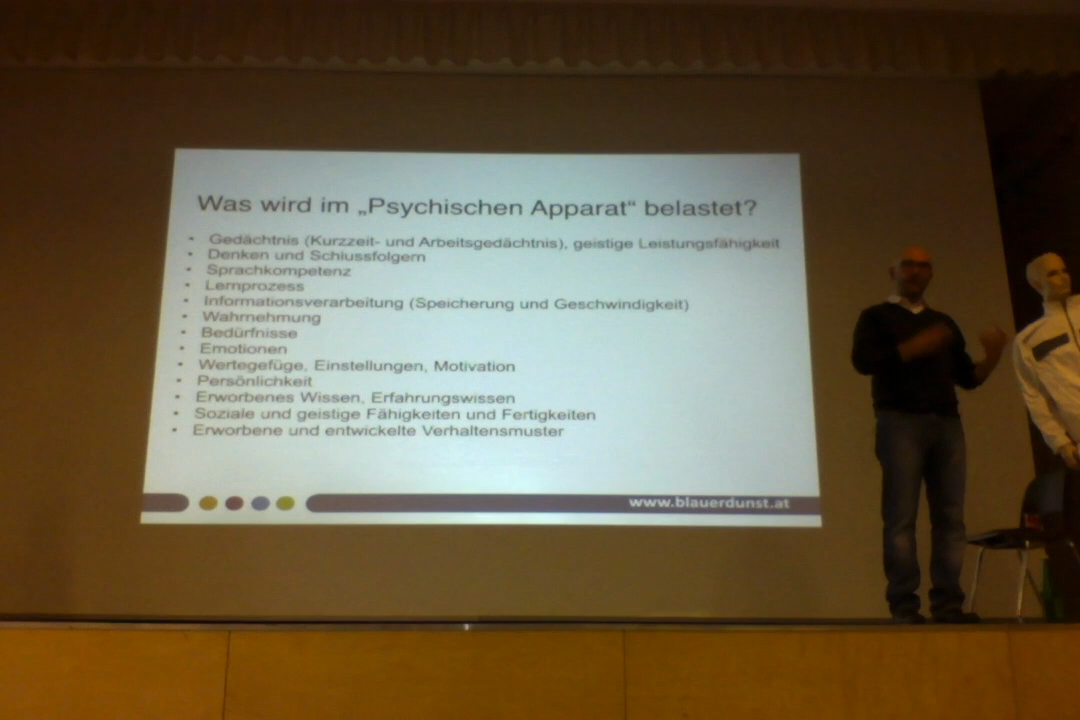 Was wird im „Psychischen Apparat“ belastet?
• Gedächtnis (Kurzzeit- und Arbeitsgedächtnis), geistige Leistungsfähigkeit
• Denken und Schlussfolgern
• Sprachkompetenz
• Lernprozess
• Informationsverarbeitung (Speicherung und Geschwindigkeit)
• Wahrnehmung
• Bedürfnisse
• Emotionen
• Wertegefüge, Einstellungen, Motivation
• Persönlichkeit
• Erworbenes Wissen, Erfahrungswissen
• Soziale und geistige Fähigkeiten und Fertigkeiten
• Erworbene und entwickelte Verhaltensmuster
www.blauerdunst.at